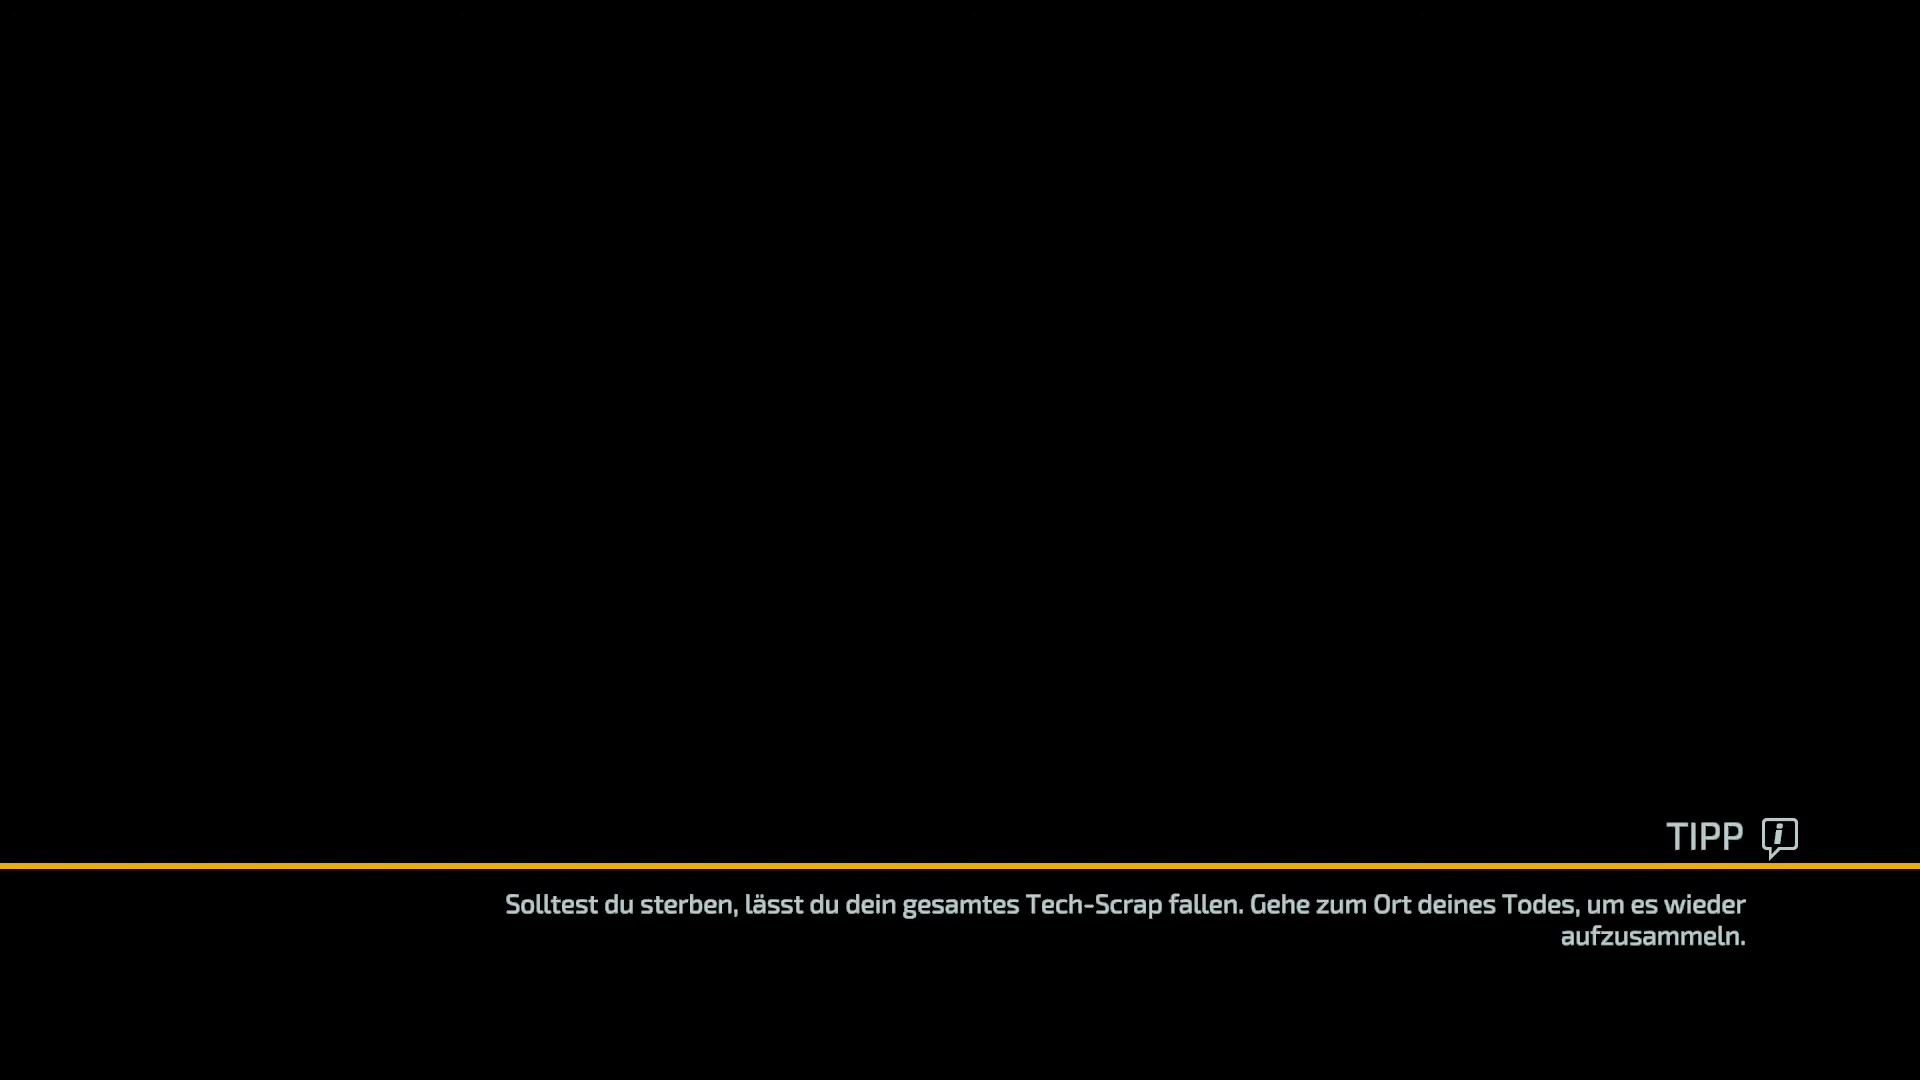 TIPP
Solltest du sterben, lässt du dein gesamtes Tech-Scrap fallen. Gehe zum Ort deines Todes, um es wieder
aufzusammeln.